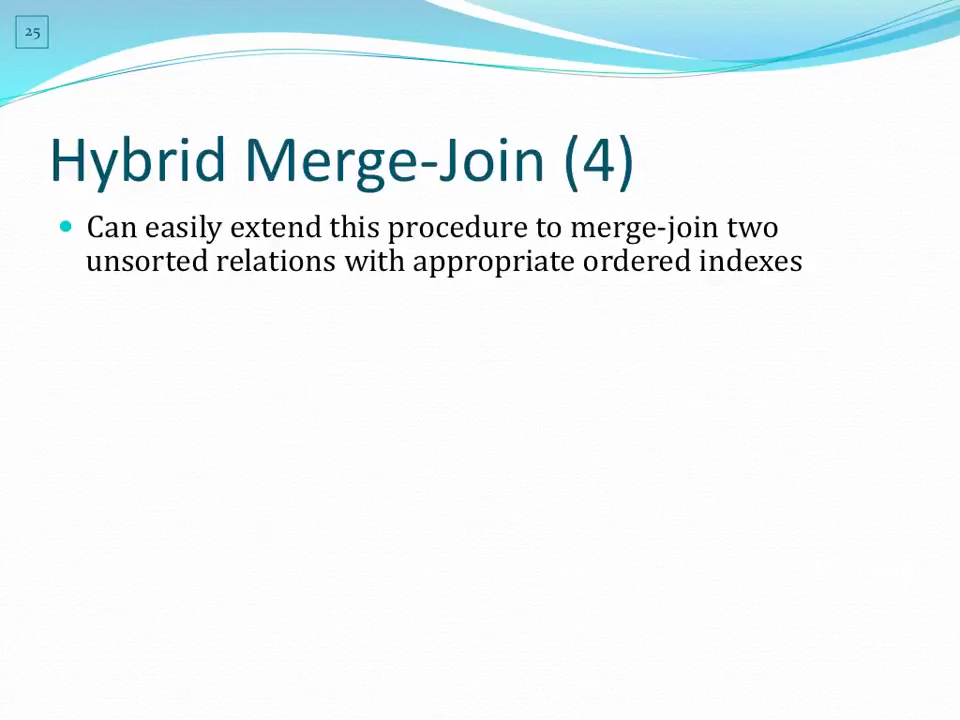 25
Hybrid Merge-Join (4)
• Can easily extend this procedure to merge-join two
unsorted relations with appropriate ordered indexes